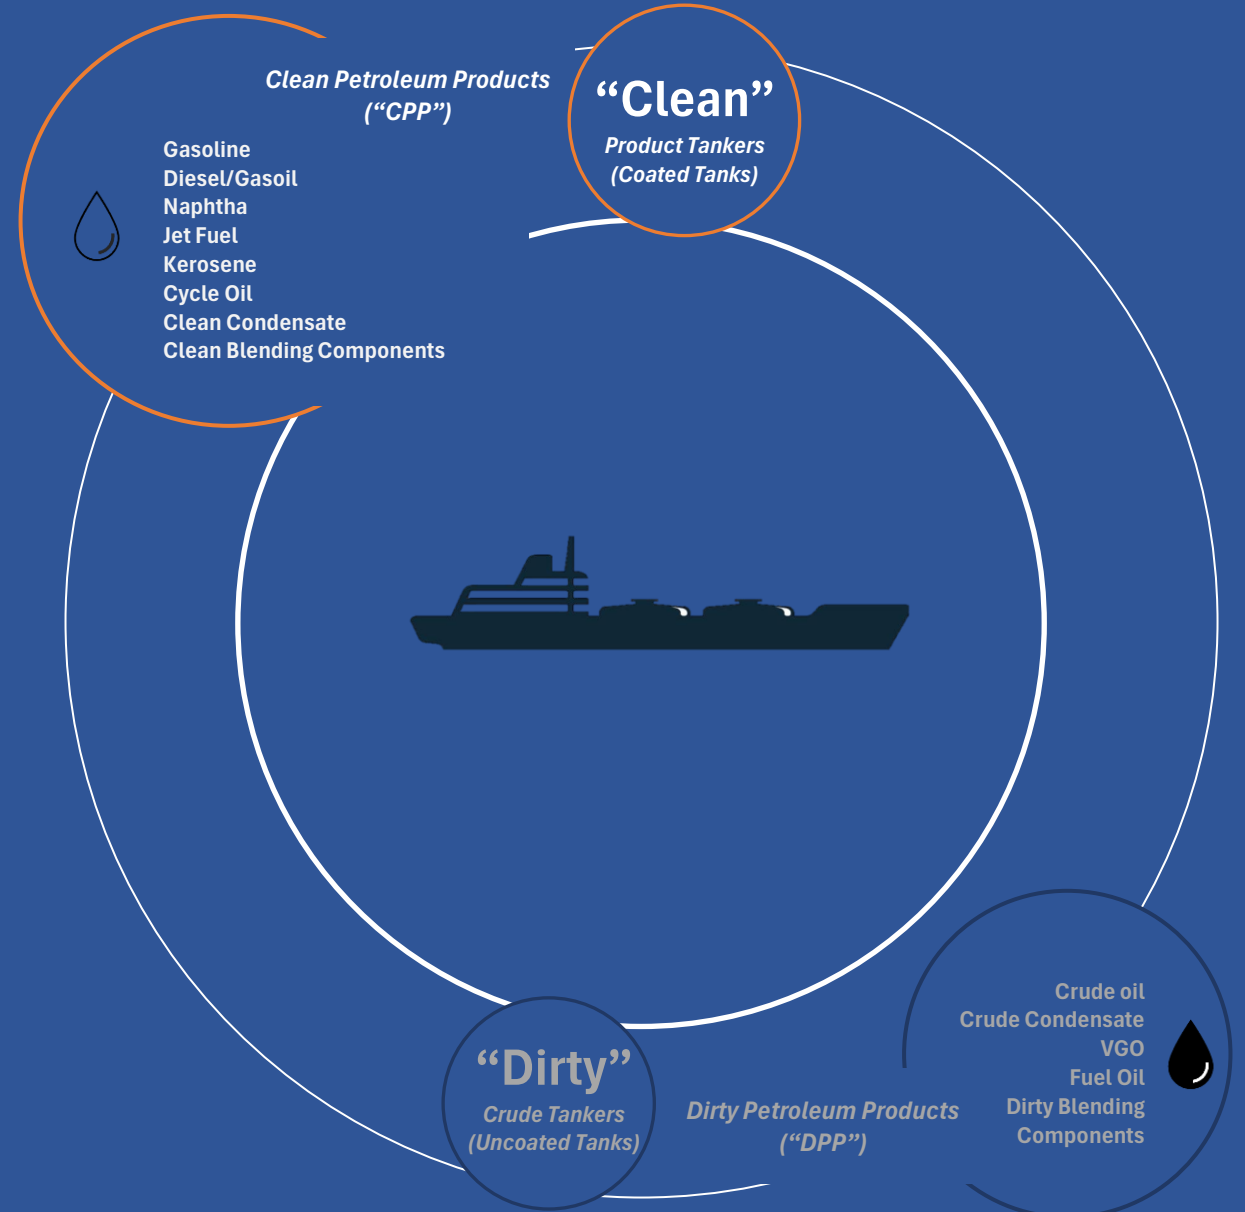 Clean Petroleum Products
(“CPP”)
Gasoline
Diesel/Gasoil
Naphtha
Jet Fuel
Kerosene
Cycle Oil
Clean Condensate
Clean Blending Components
“Clean”
Product Tankers
(Coated Tanks)
“Dirty”
Crude Tankers
(Uncoated Tanks)
Dirty Petroleum Products
(“DPP”)
Crude oil
Crude Condensate
VGO
Fuel Oil
Dirty Blending
Components